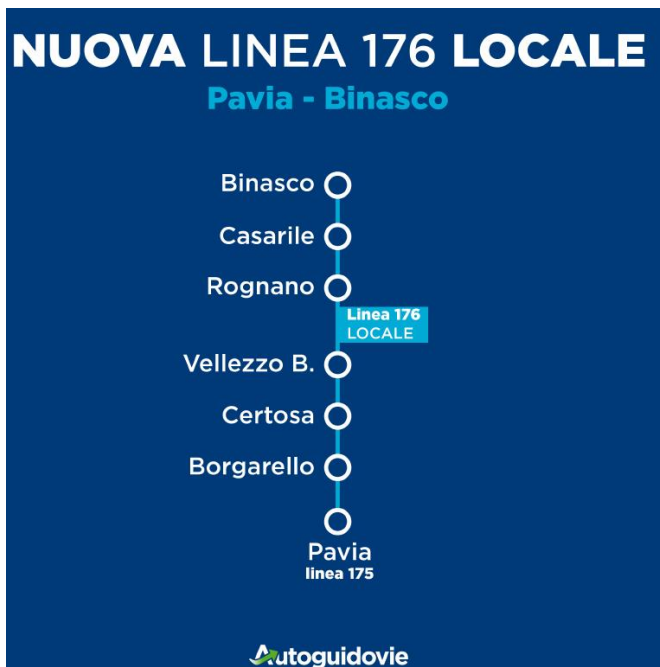 NUOVA LINEA 176 LOCALE
Pavia - Binasco
Binasco
Casarile
Rognano
Linea 176
LOCALE
Vellezzo B.
Certosa
Borgarello
Pavia
linea 175
Autoguidovie